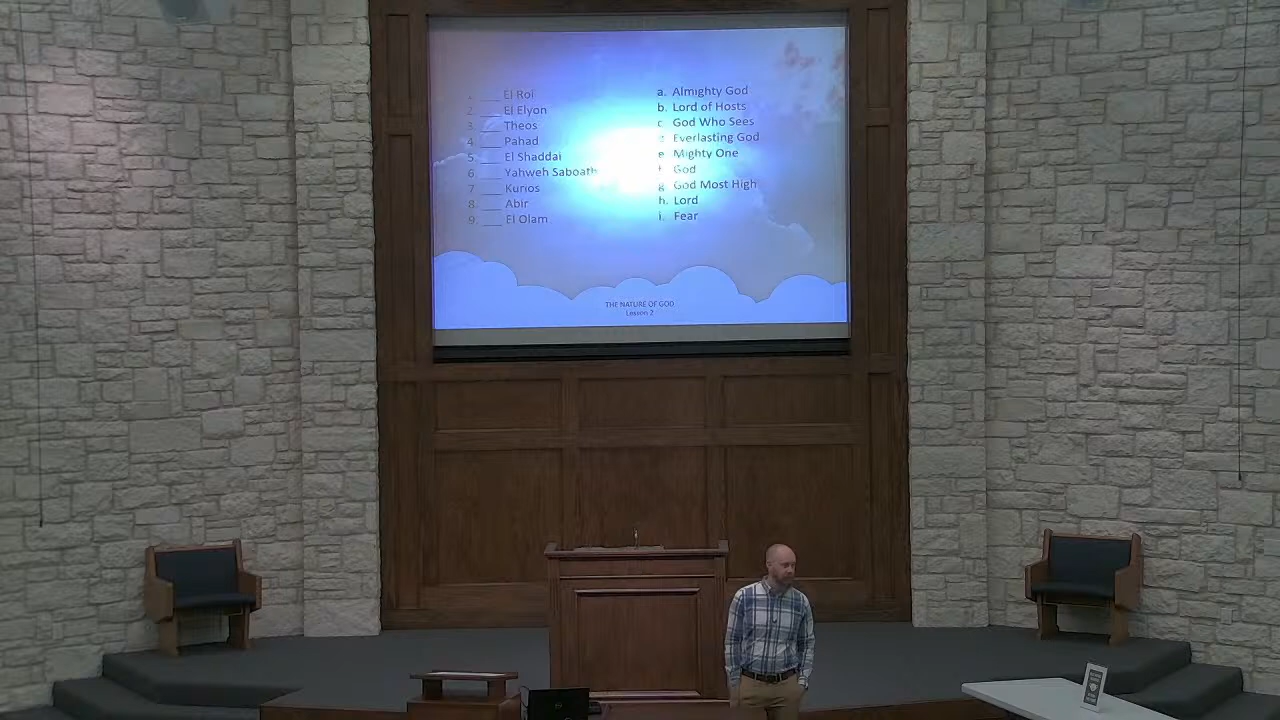 1. ___ El Roi
2. ___ El Elyon
3. ___ Theos
4. ___ Pahad
5. ___ El Shaddai
6. ___ Yahweh Saboath
7. ___ Kurios
8. ___ Abir
9. ___ El Olam
a. Almighty God
b. Lord of Hosts
c. God Who Sees
d. Everlasting God
e. Mighty One
f. God
g. God Most High
h. Lord
i. Fear
THE NATURE OF GOD
Lesson 2